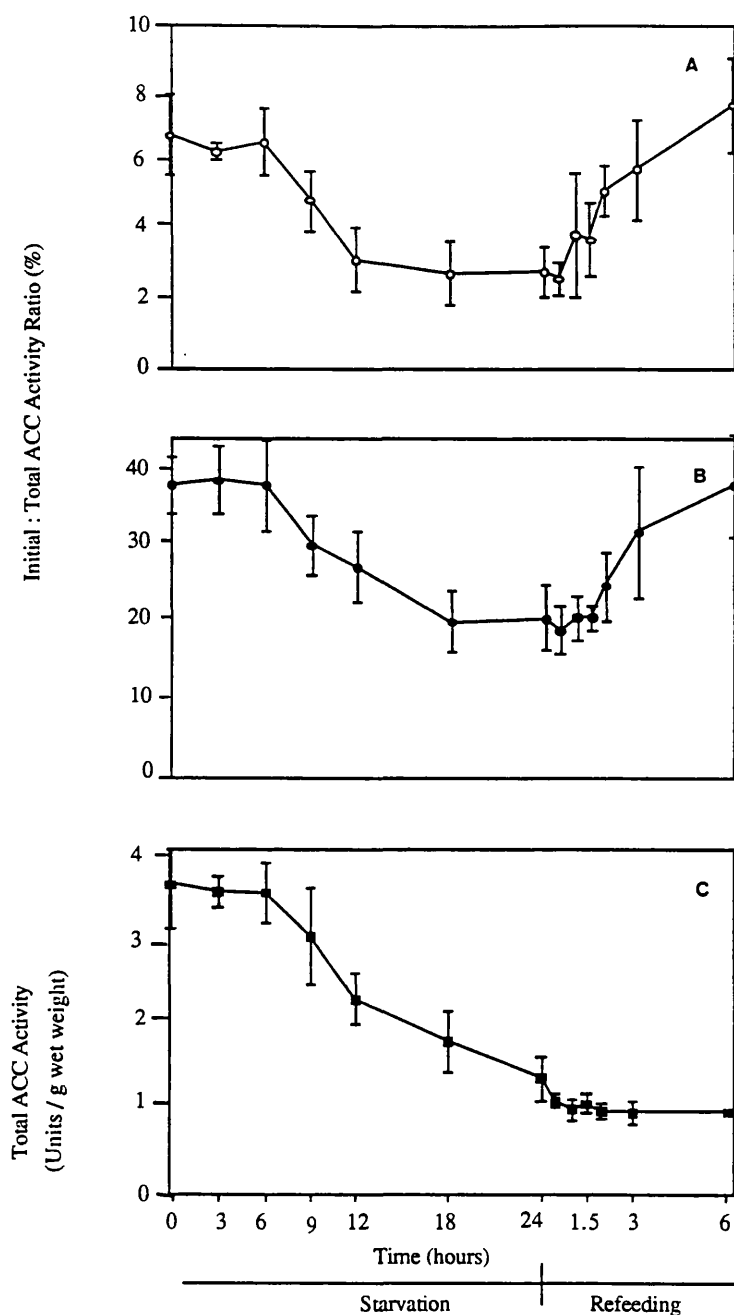 10
A
8
6
4
2
0
Initial : Total ACC Activity Ratio (%)
40
B
30
20
10
0
4
C
3
2
1
0
Total ACC Activity
(Units / g wet weight)
0 3 6 9 12 18 24 1.5 3 6
Time (hours)
Starvation Refeeding